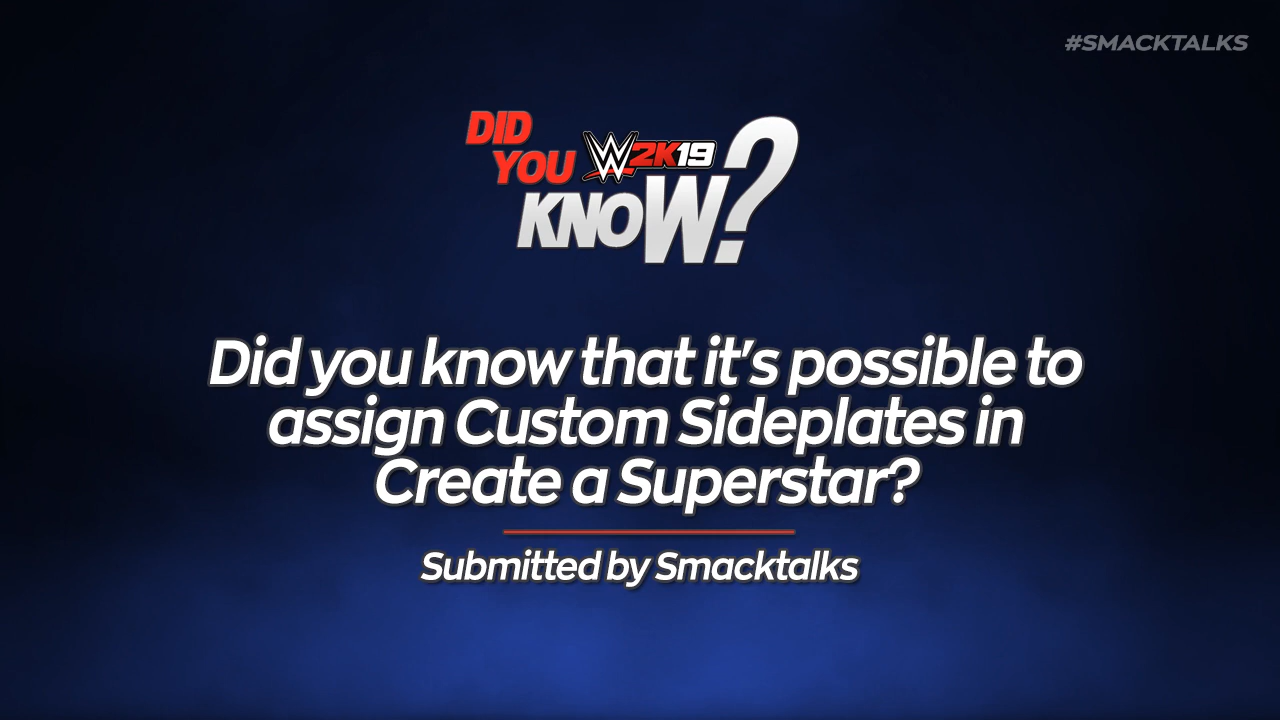 #SMACKTALKS
DID
YOU W 2K19
KNOW?
Did you know that it's possible to
assign Custom Sideplates in
Create a Superstar?
Submitted by Smacktalks